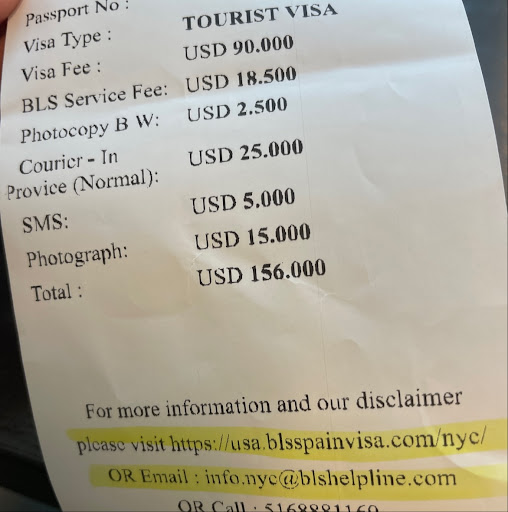 Passport No :
Visa Type : TOURIST VISA
Visa Fee : USD 90.000
BLS Service Fee: USD 18.500
Photocopy B W: USD 2.500
Courier - In
Provice (Normal): USD 25.000
SMS: USD 5.000
Photograph: USD 15.000
Total : USD 156.000
For more information and our disclaimer
please visit https://usa.blsspainvisa.com/nyc/
OR Email : info.nyc@blshelpline.com
OR Call : 5168881160